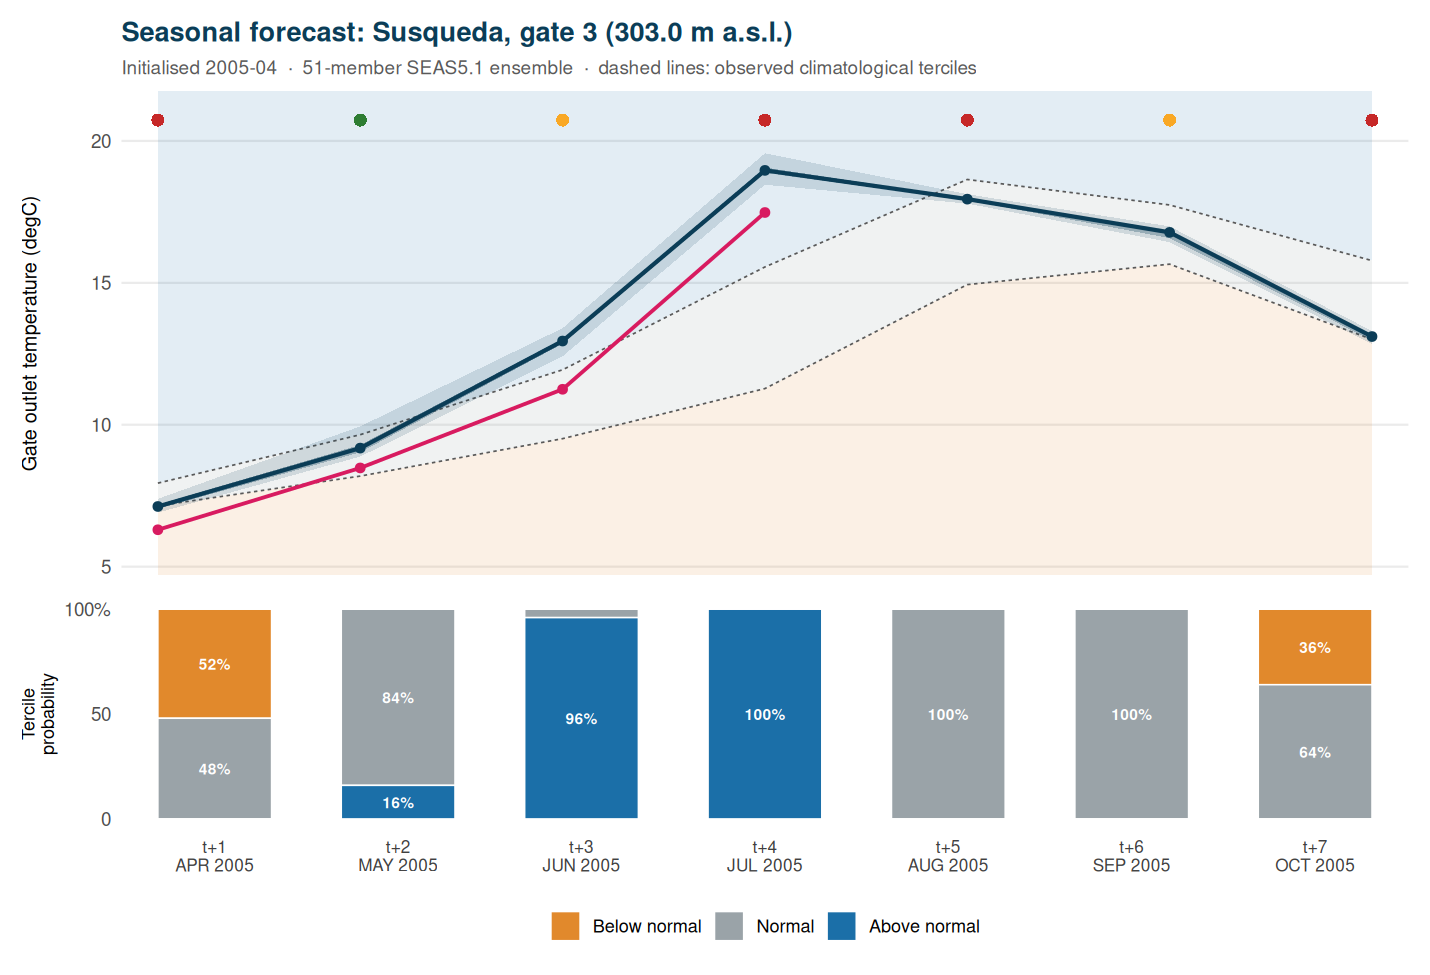 Seasonal forecast: Susqueda, gate 3 (303.0 m a.s.l.)
Initialised 2005-04 · 51-member SEAS5.1 ensemble · dashed lines: observed climatological terciles
Gate outlet temperature (degC)
20
15
10
5
Tercile
probability
100%
50
0
52%
48%
84%
16%
96%
100%
100%
100%
36%
64%
t+1
APR 2005
t+2
MAY 2005
t+3
JUN 2005
t+4
JUL 2005
t+5
AUG 2005
t+6
SEP 2005
t+7
OCT 2005
Below normal
Normal
Above normal